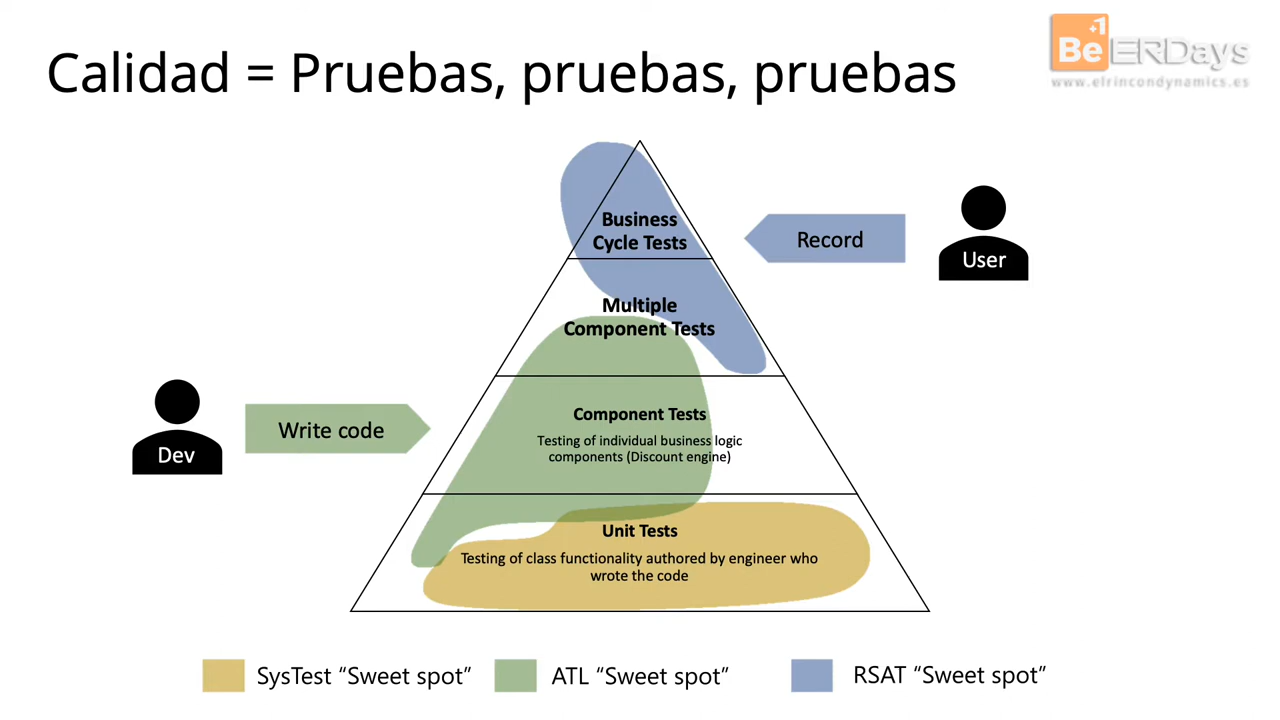 Calidad = Pruebas, pruebas, pruebas
+1
Be ERDays
www.elrincondynamics.es
Business
Cycle Tests
Record
User
Multiple
Component Tests
Dev
Write code
Component Tests
Testing of individual business logic
components (Discount engine)
Unit Tests
Testing of class functionality authored by engineer who
wrote the code
SysTest “Sweet spot”
ATL “Sweet spot”
RSAT “Sweet spot”